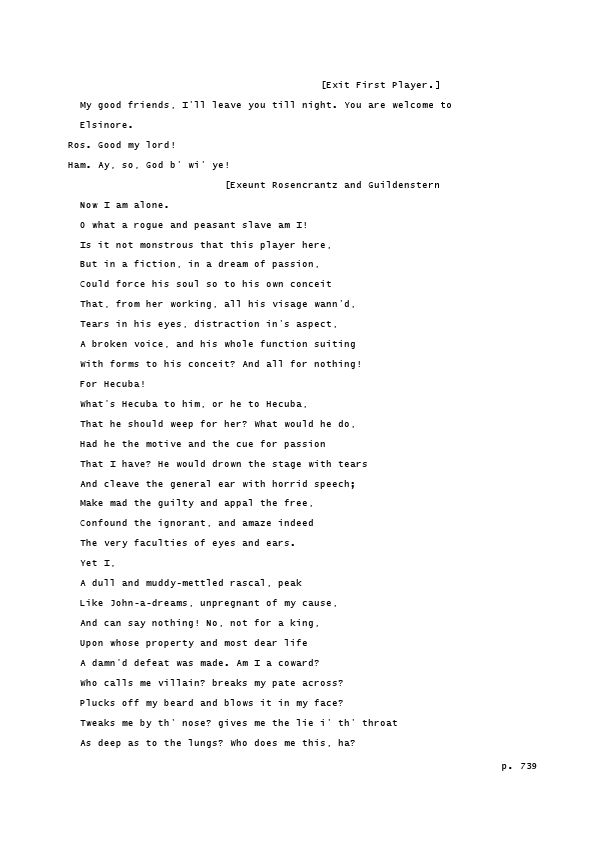 [Exit First Player.]
My good friends, I'll leave you till night. You are welcome to
Elsinore.
Ros. Good my lord!
Ham. Ay, so, God b' wi' ye!
[Exeunt Rosencrantz and Guildenstern
Now I am alone.
O what a rogue and peasant slave am I!
Is it not monstrous that this player here,
But in a fiction, in a dream of passion,
Could force his soul so to his own conceit
That, from her working, all his visage wann'd,
Tears in his eyes, distraction in's aspect,
A broken voice, and his whole function suiting
With forms to his conceit? And all for nothing!
For Hecuba!
What's Hecuba to him, or he to Hecuba,
That he should weep for her? What would he do,
Had he the motive and the cue for passion
That I have? He would drown the stage with tears
And cleave the general ear with horrid speech;
Make mad the guilty and appal the free,
Confound the ignorant, and amaze indeed
The very faculties of eyes and ears.
Yet I,
A dull and muddy-mettled rascal, peak
Like John-a-dreams, unpregnant of my cause,
And can say nothing! No, not for a king,
Upon whose property and most dear life
A damn'd defeat was made. Am I a coward?
Who calls me villain? breaks my pate across?
Plucks off my beard and blows it in my face?
Tweaks me by th' nose? gives me the lie i' th' throat
As deep as to the lungs? Who does me this, ha?
p. 739